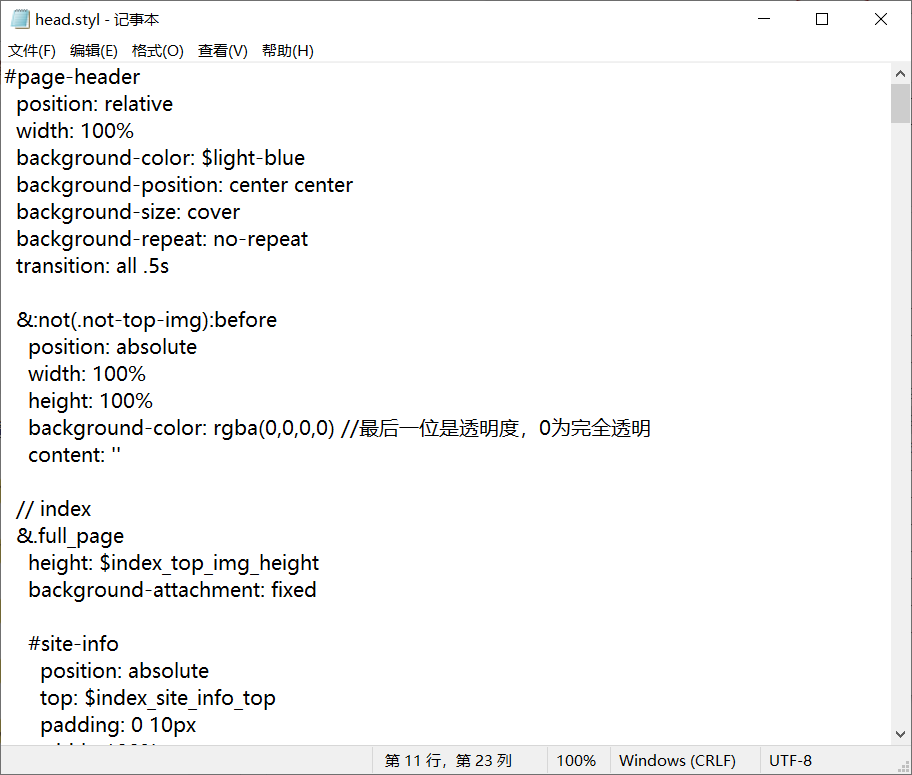 head.styl - 记事本
文件(F) 编辑(E) 格式(O) 查看(V) 帮助(H)
#page-header
  position: relative
  width: 100%
  background-color: $light-blue
  background-position: center center
  background-size: cover
  background-repeat: no-repeat
  transition: all .5s

  &:not(.not-top-img):before
    position: absolute
    width: 100%
    height: 100%
    background-color: rgba(0,0,0,0) //最后一位是透明度，0为完全透明
    content: ''

  // index
  &.full_page
    height: $index_top_img_height
    background-attachment: fixed

    #site-info
      position: absolute
      top: $index_site_info_top
      padding: 0 10px
第 11 行，第 23 列 100% Windows (CRLF) UTF-8